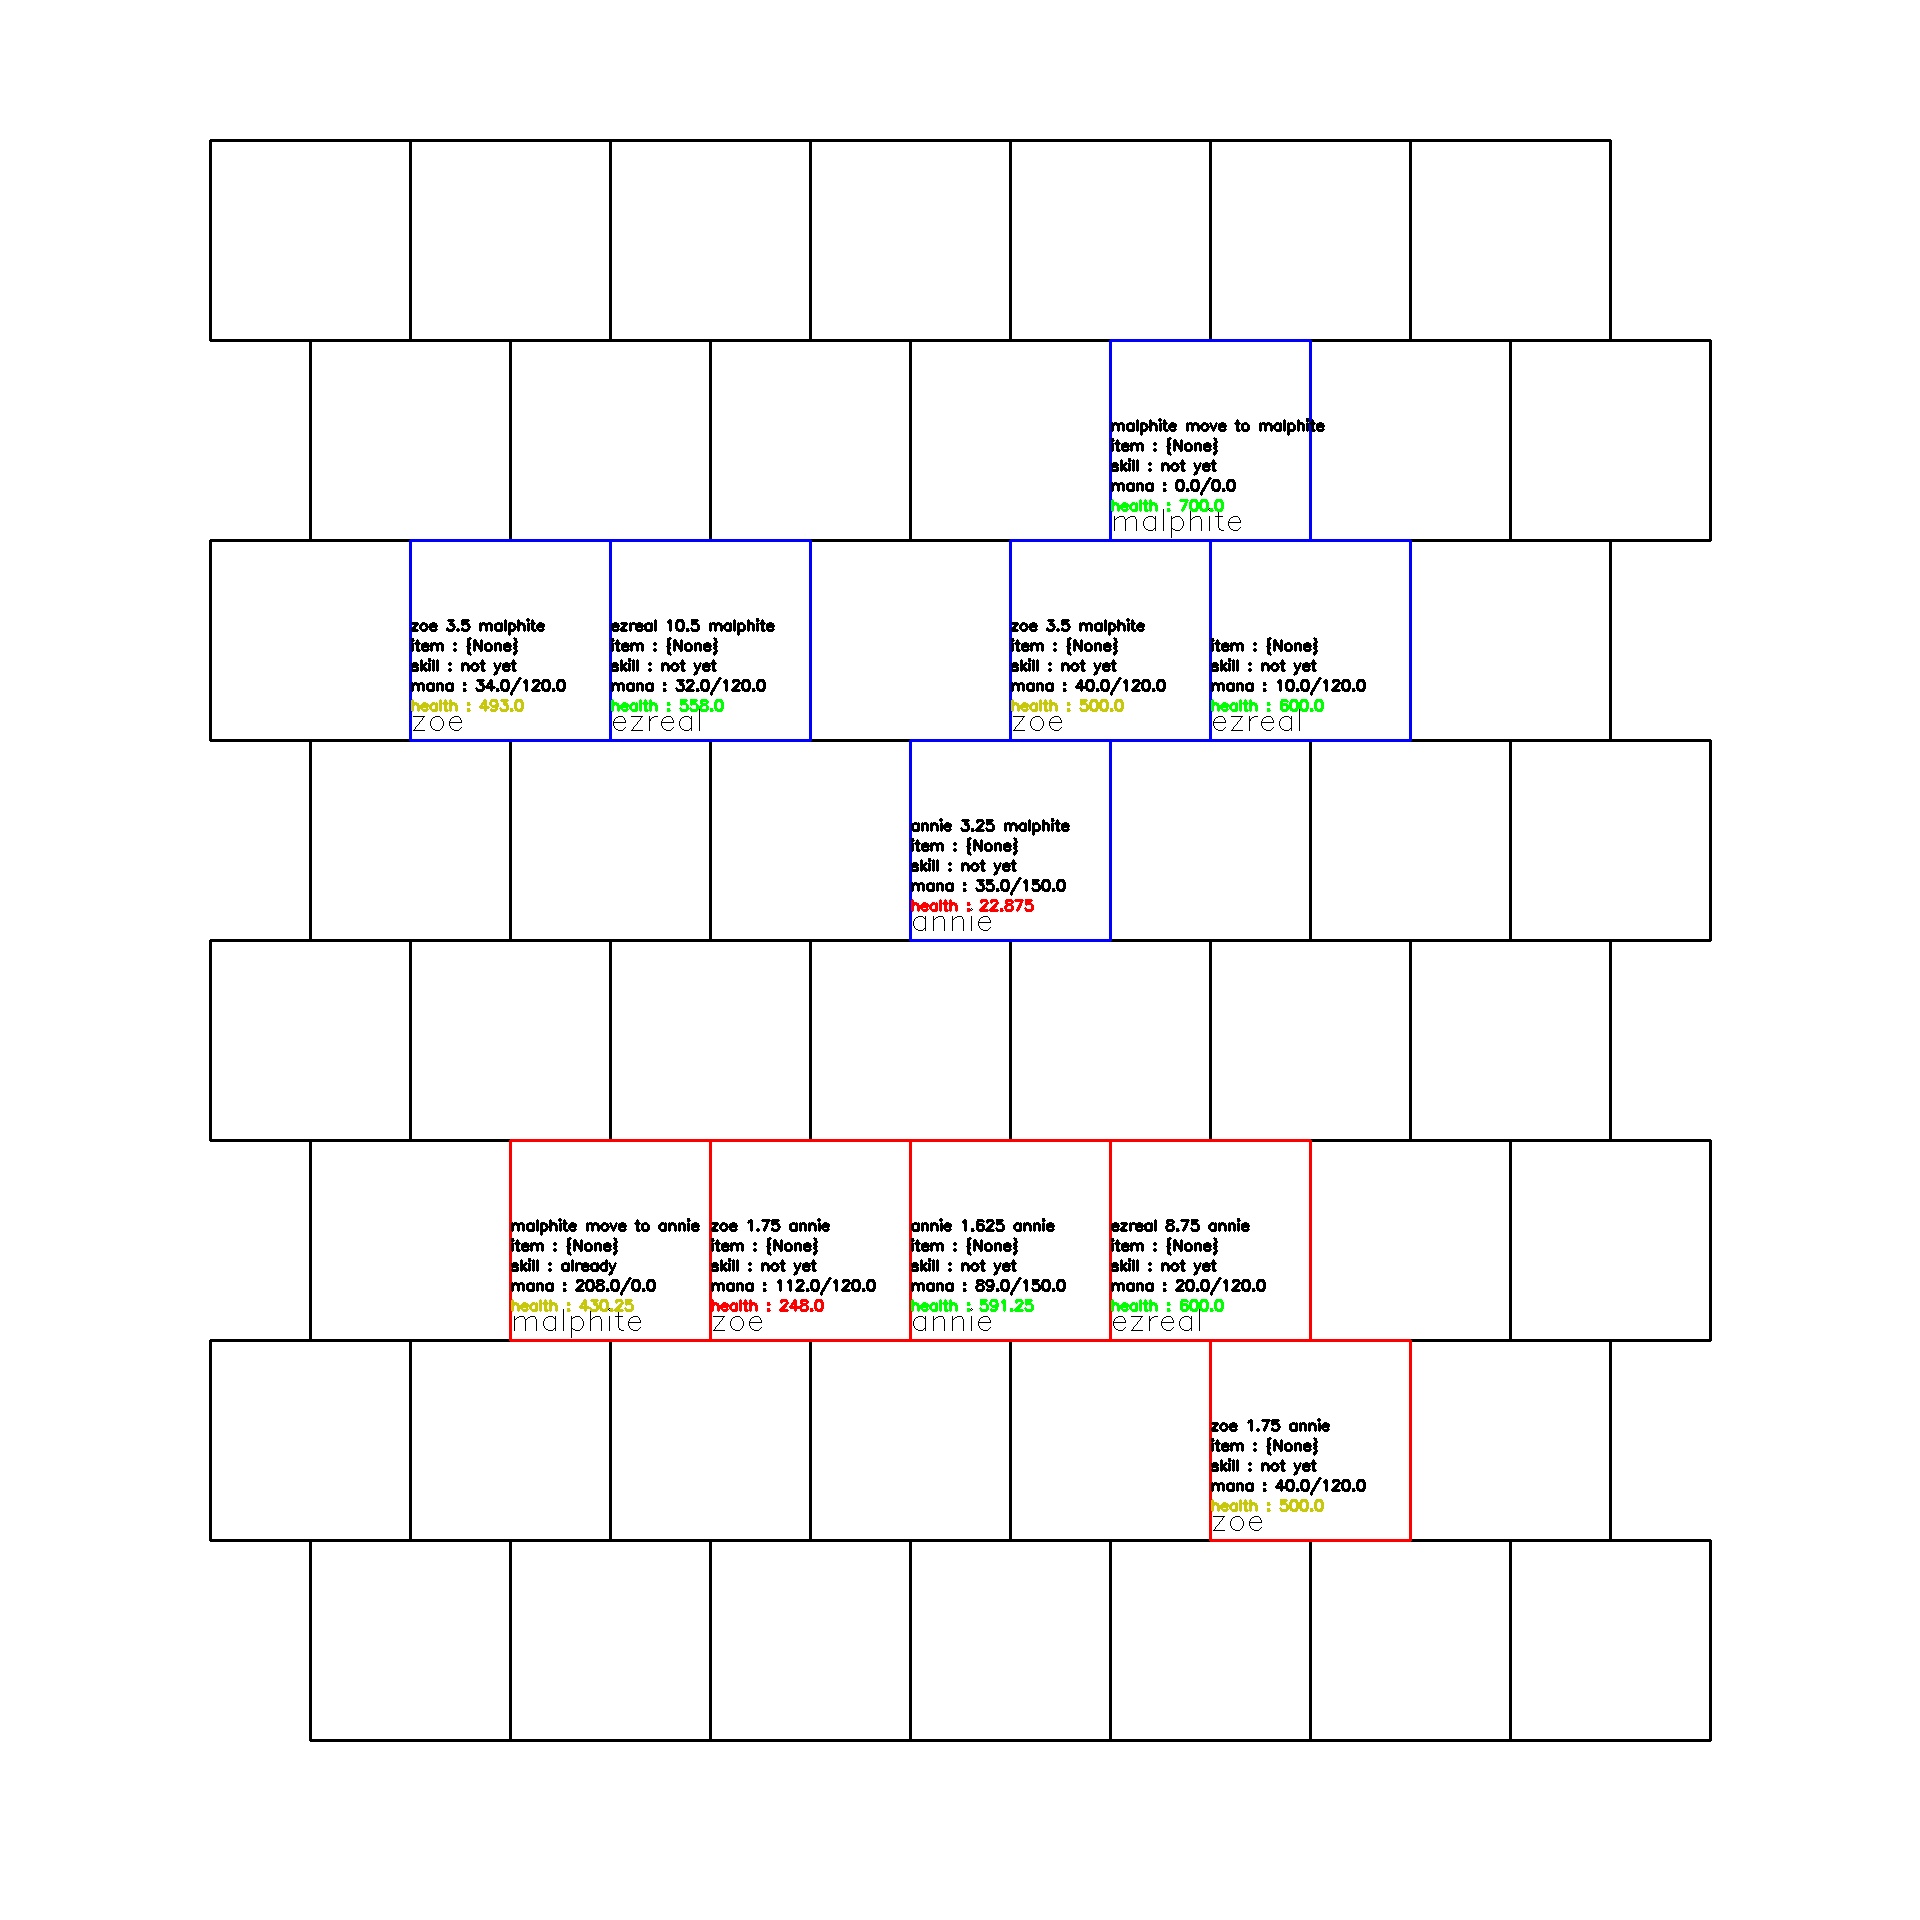 malphite move to malphite
item : {None}
skill : not yet
mana : 0.0/0.0
health : 700.0
malphite
zoe 3.5 malphite
item : {None}
skill : not yet
mana : 34.0/120.0
health : 493.0
zoe
ezreal 10.5 malphite
item : {None}
skill : not yet
mana : 32.0/120.0
health : 558.0
ezreal
zoe 3.5 malphite
item : {None}
skill : not yet
mana : 40.0/120.0
health : 500.0
zoe
item : {None}
skill : not yet
mana : 10.0/120.0
health : 600.0
ezreal
annie 3.25 malphite
item : {None}
skill : not yet
mana : 35.0/150.0
health : 22.875
annie
malphite move to annie
item : {None}
skill : already
mana : 208.0/0.0
health : 430.25
malphite
zoe 1.75 annie
item : {None}
skill : not yet
mana : 112.0/120.0
health : 248.0
zoe
annie 1.625 annie
item : {None}
skill : not yet
mana : 89.0/150.0
health : 591.25
annie
ezreal 8.75 annie
item : {None}
skill : not yet
mana : 20.0/120.0
health : 600.0
ezreal
zoe 1.75 annie
item : {None}
skill : not yet
mana : 40.0/120.0
health : 500.0
zoe